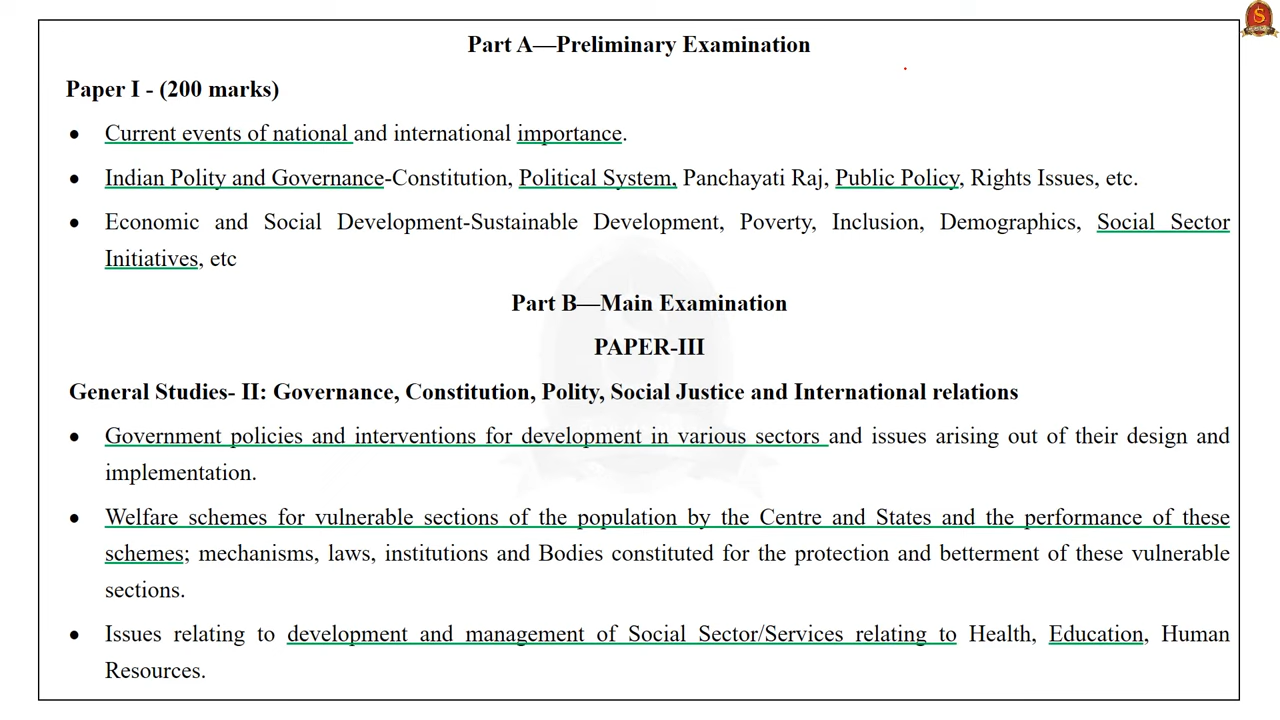 Part A—Preliminary Examination
Paper I - (200 marks)
● Current events of national and international importance.
● Indian Polity and Governance-Constitution, Political System, Panchayati Raj, Public Policy, Rights Issues, etc.
● Economic and Social Development-Sustainable Development, Poverty, Inclusion, Demographics, Social Sector
Initiatives, etc
Part B—Main Examination
PAPER-III
General Studies- II: Governance, Constitution, Polity, Social Justice and International relations
● Government policies and interventions for development in various sectors and issues arising out of their design and
implementation.
● Welfare schemes for vulnerable sections of the population by the Centre and States and the performance of these
schemes; mechanisms, laws, institutions and Bodies constituted for the protection and betterment of these vulnerable
sections.
● Issues relating to development and management of Social Sector/Services relating to Health, Education, Human
Resources.